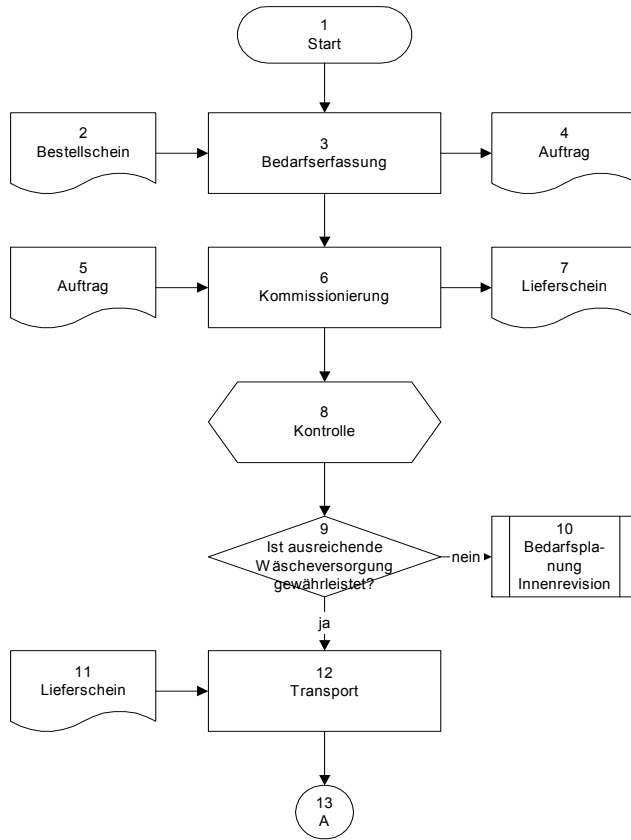 1
Start
2
Bestellschein
3
Bedarfserfassung
4
Auftrag
5
Auftrag
6
Kommissionierung
7
Lieferschein
8
Kontrolle
9
Ist ausreichende
Wäscheversorgung
gewährleistet?
nein
10
Bedarfspla-
nung
Innenrevision
ja
11
Lieferschein
12
Transport
13
A